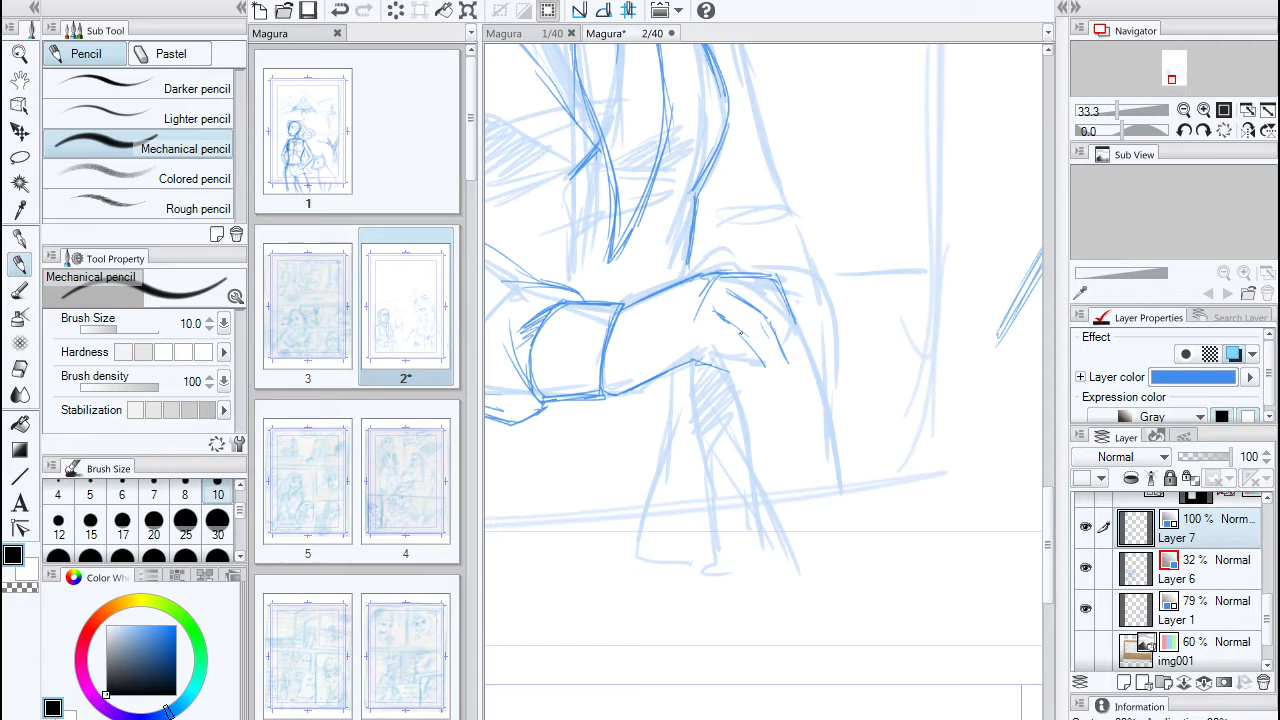 Sub Tool
Pencil
Pastel
Darker pencil
Lighter pencil
Mechanical pencil
Colored pencil
Rough pencil
Tool Property
Mechanical pencil
Brush Size
10.0
Hardness
Brush density
100
Stabilization
Brush Size
4 5 6 7 8 10
12 15 17 20 25 30
Color Whe
Magura
1
3
2*
5
4
Magura 1/40
Magura* 2/40
Navigator
33.3
0.0
Sub View
Layer Properties
Search Layer
Effect
Layer color
Expression color
Gray
Layer
Normal
100
100 % Norm...
Layer 7
32 % Normal
Layer 6
79 % Normal
Layer 1
60 % Normal
img001
Information